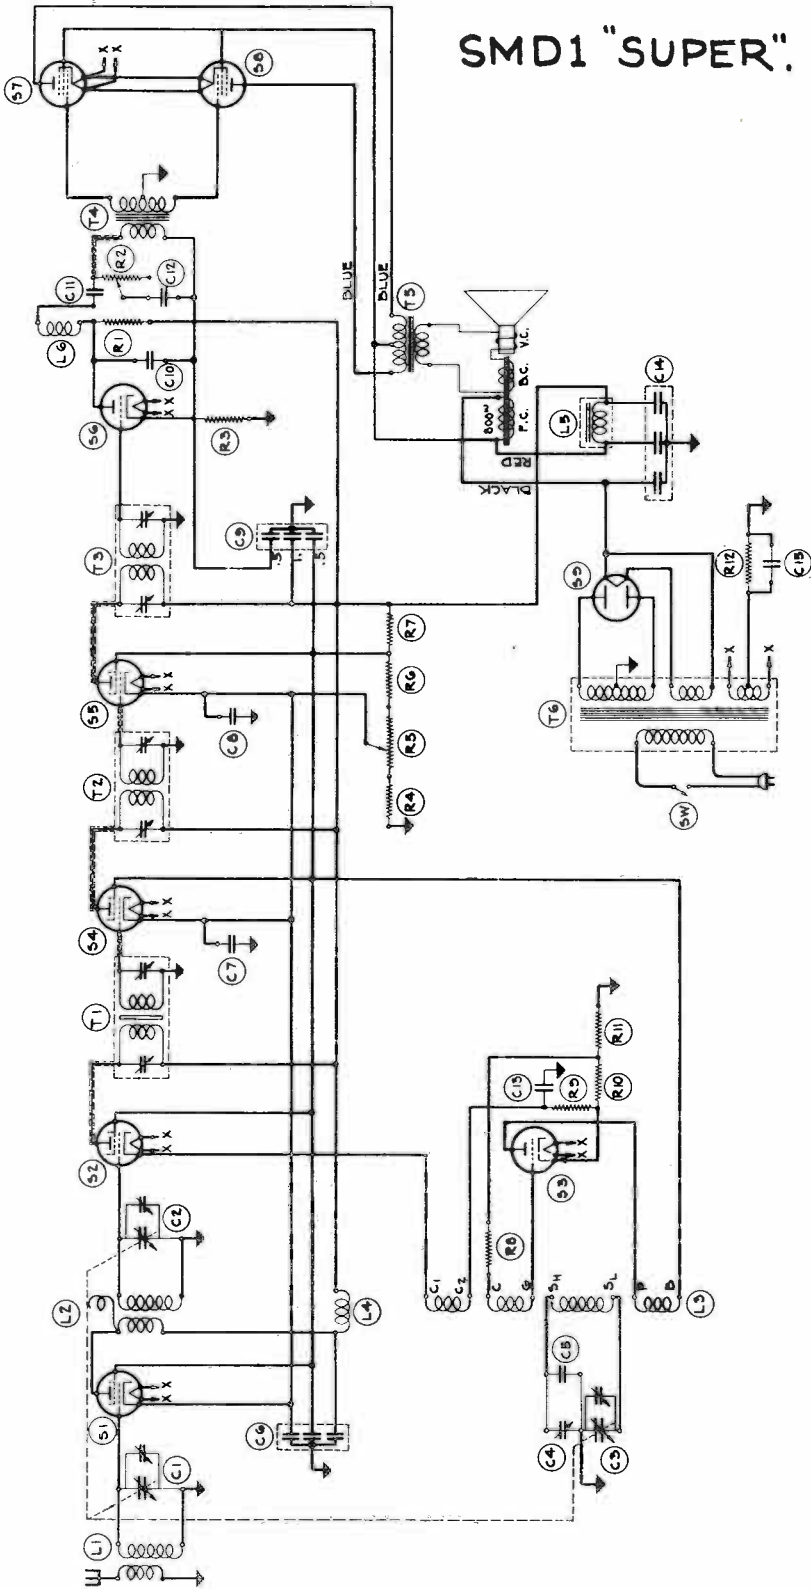 SMD1 "SUPER".
S7
X
X
S8
T4
R2
C11
C12
L6
R1
C10
S6
X
X
R3
BLUE
BLUE
T5
V.C.
B.C.
F.C.
800ω
RED
BLACK
L5
C14
T3
C9
.5
.1
.5
S9
R12
C15
T6
X
X
SW
S5
X
X
C8
R7
R6
R5
R4
T2
S4
X
X
C7
T1
S2
X
X
C13
R9
R10
R11
S3
X
X
R8
C2
L2
L4
C1
C2
C
G
SH
SL
P
B
L3
S1
X
X
C6
C5
C4
C3
C1
L1